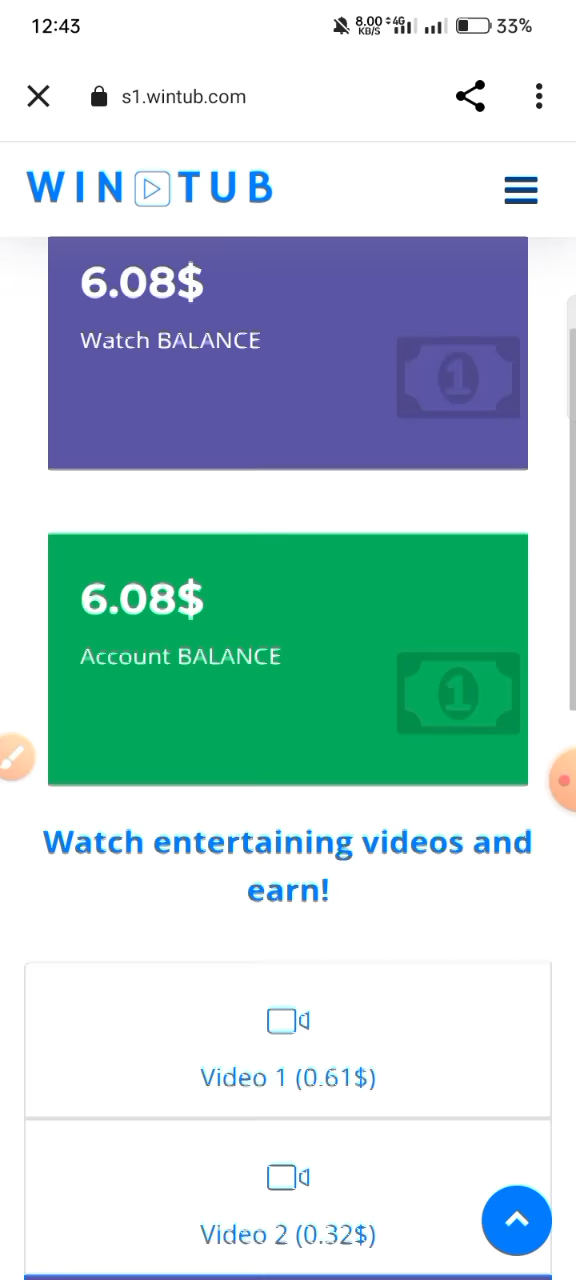 12:43
8.00 KB/S 4G 33%
s1.wintub.com
WIN TUB
6.08$
Watch BALANCE
1
6.08$
Account BALANCE
1
Watch entertaining videos and
earn!
Video 1 (0.61$)
Video 2 (0.32$)